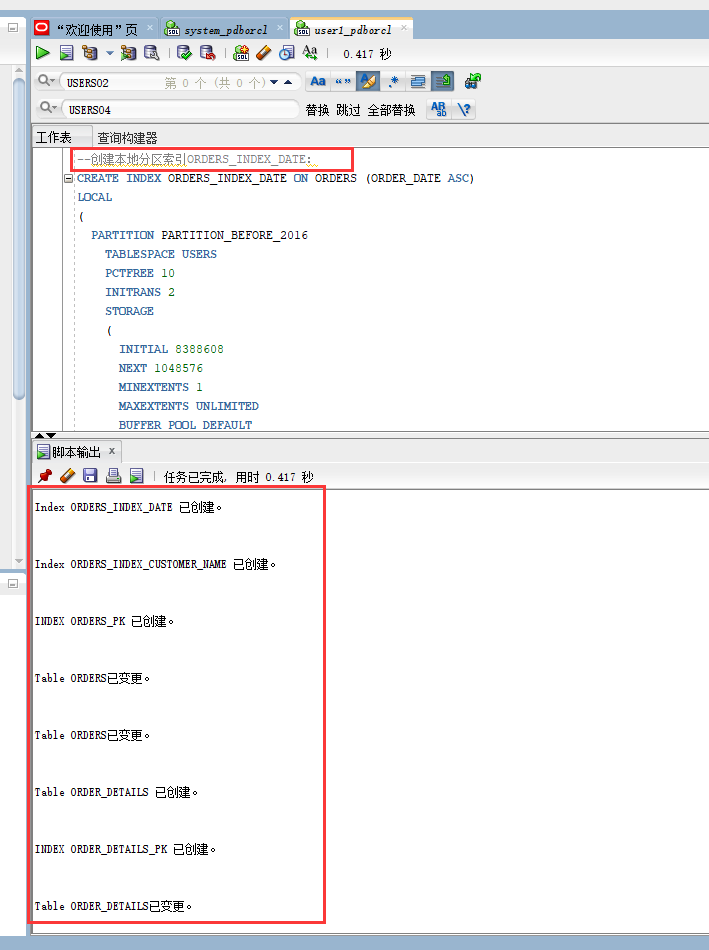 “欢迎使用”页
system_pdborcl
user1_pdborcl
0.417 秒
USERS02
第 0 个 (共 0 个)
Aa
“”
.*
USERS04
替换 跳过 全部替换
AB
ab
\?
工作表
查询构建器
--创建本地分区索引ORDERS_INDEX_DATE:
CREATE INDEX ORDERS_INDEX_DATE ON ORDERS (ORDER_DATE ASC)
LOCAL
(
PARTITION PARTITION_BEFORE_2016
TABLESPACE USERS
PCTFREE 10
INITRANS 2
STORAGE
(
INITIAL 8388608
NEXT 1048576
MINEXTENTS 1
MAXEXTENTS UNLIMITED
BUFFER_POOL DEFAULT
脚本输出
任务已完成, 用时 0.417 秒
Index ORDERS_INDEX_DATE 已创建。
Index ORDERS_INDEX_CUSTOMER_NAME 已创建。
INDEX ORDERS_PK 已创建。
Table ORDERS已变更。
Table ORDERS已变更。
Table ORDER_DETAILS 已创建。
INDEX ORDER_DETAILS_PK 已创建。
Table ORDER_DETAILS已变更。